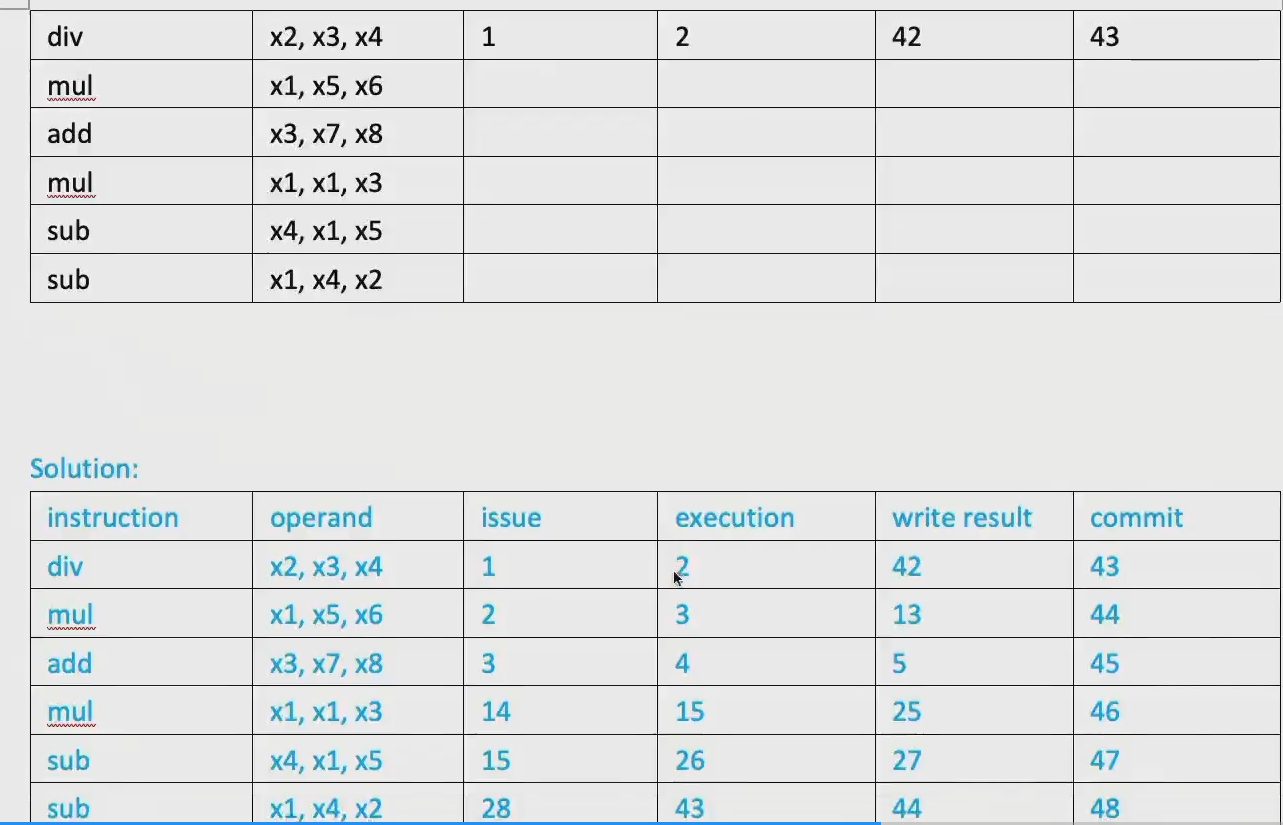 div x2, x3, x4 1 2 42 43
mul x1, x5, x6
add x3, x7, x8
mul x1, x1, x3
sub x4, x1, x5
sub x1, x4, x2
Solution:
instruction operand issue execution write result commit
div x2, x3, x4 1 2 42 43
mul x1, x5, x6 2 3 13 44
add x3, x7, x8 3 4 5 45
mul x1, x1, x3 14 15 25 46
sub x4, x1, x5 15 26 27 47
sub x1, x4, x2 28 43 44 48